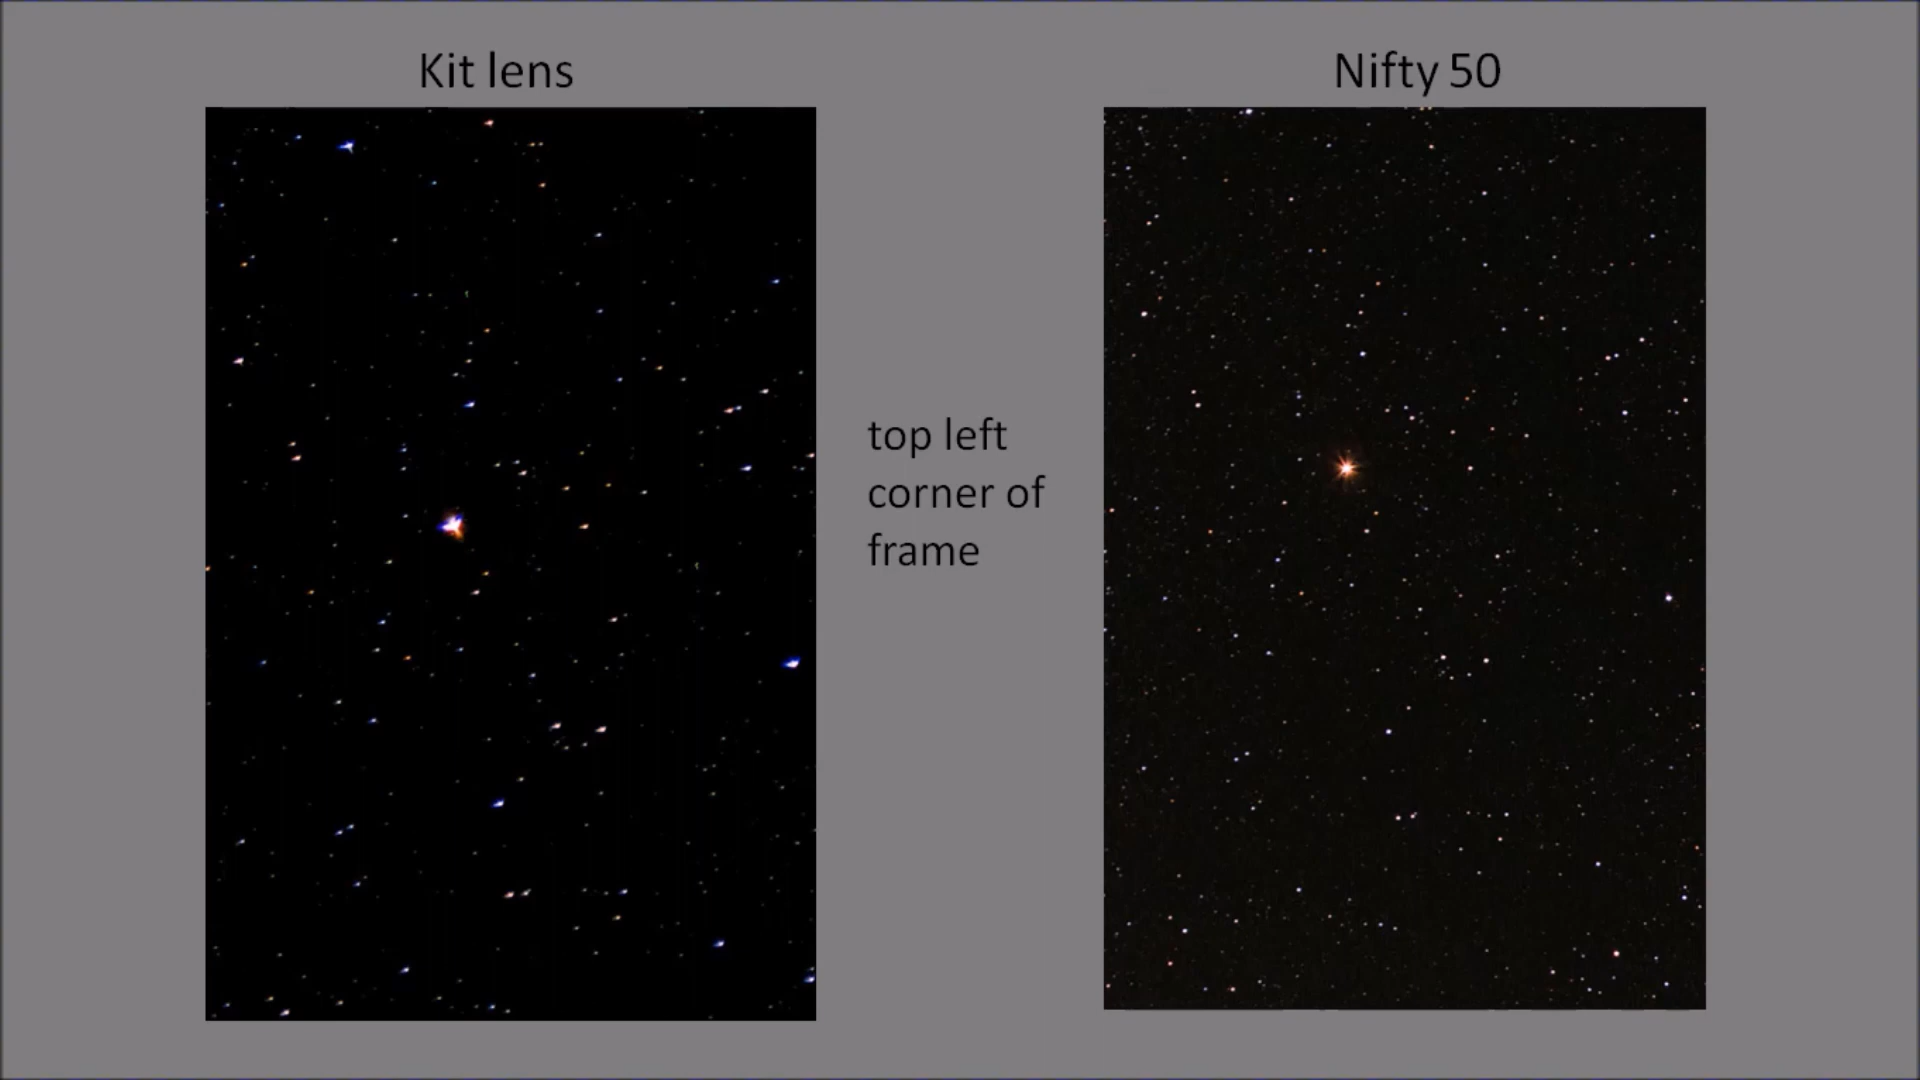 Kit lens
Nifty 50
top left
corner of
frame